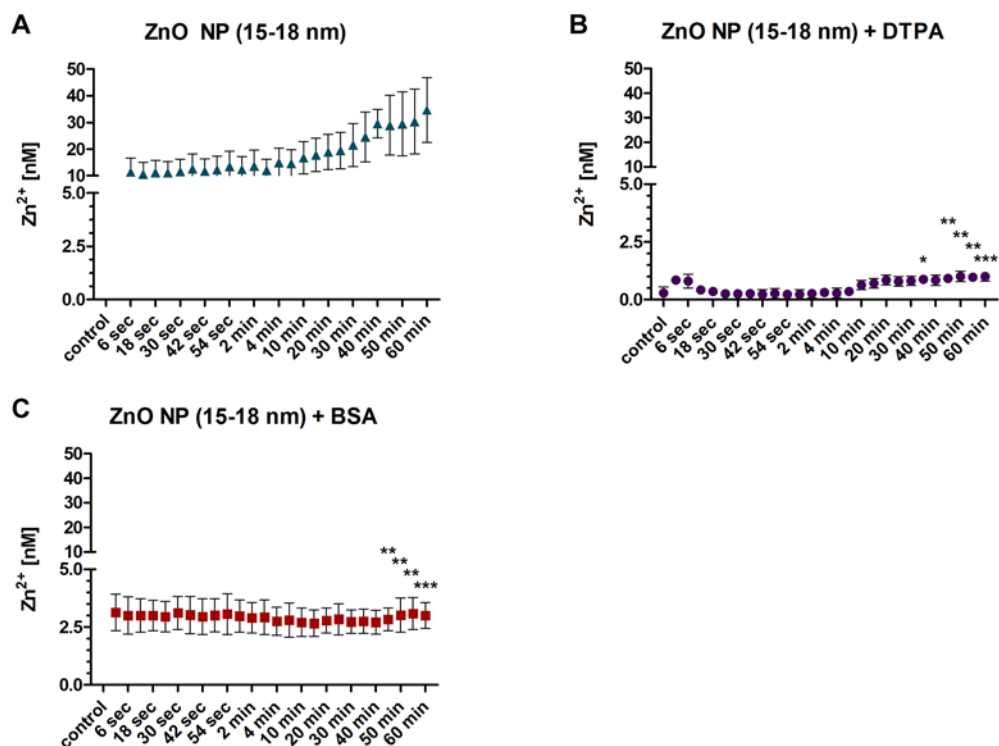 A
ZnO NP (15-18 nm)
Zn²⁺ [nM]
50
40
30
20
10
5.0
2.5
0.0
control
6 sec
18 sec
30 sec
42 sec
54 sec
2 min
4 min
10 min
20 min
30 min
40 min
50 min
60 min
B
ZnO NP (15-18 nm) + DTPA
Zn²⁺ [nM]
50
40
30
20
10
5.0
2.5
0.0
*
**
**
**
***
control
6 sec
18 sec
30 sec
42 sec
54 sec
2 min
4 min
10 min
20 min
30 min
40 min
50 min
60 min
C
ZnO NP (15-18 nm) + BSA
Zn²⁺ [nM]
50
40
30
20
10
5.0
2.5
0.0
**
**
**
***
control
6 sec
18 sec
30 sec
42 sec
54 sec
2 min
4 min
10 min
20 min
30 min
40 min
50 min
60 min